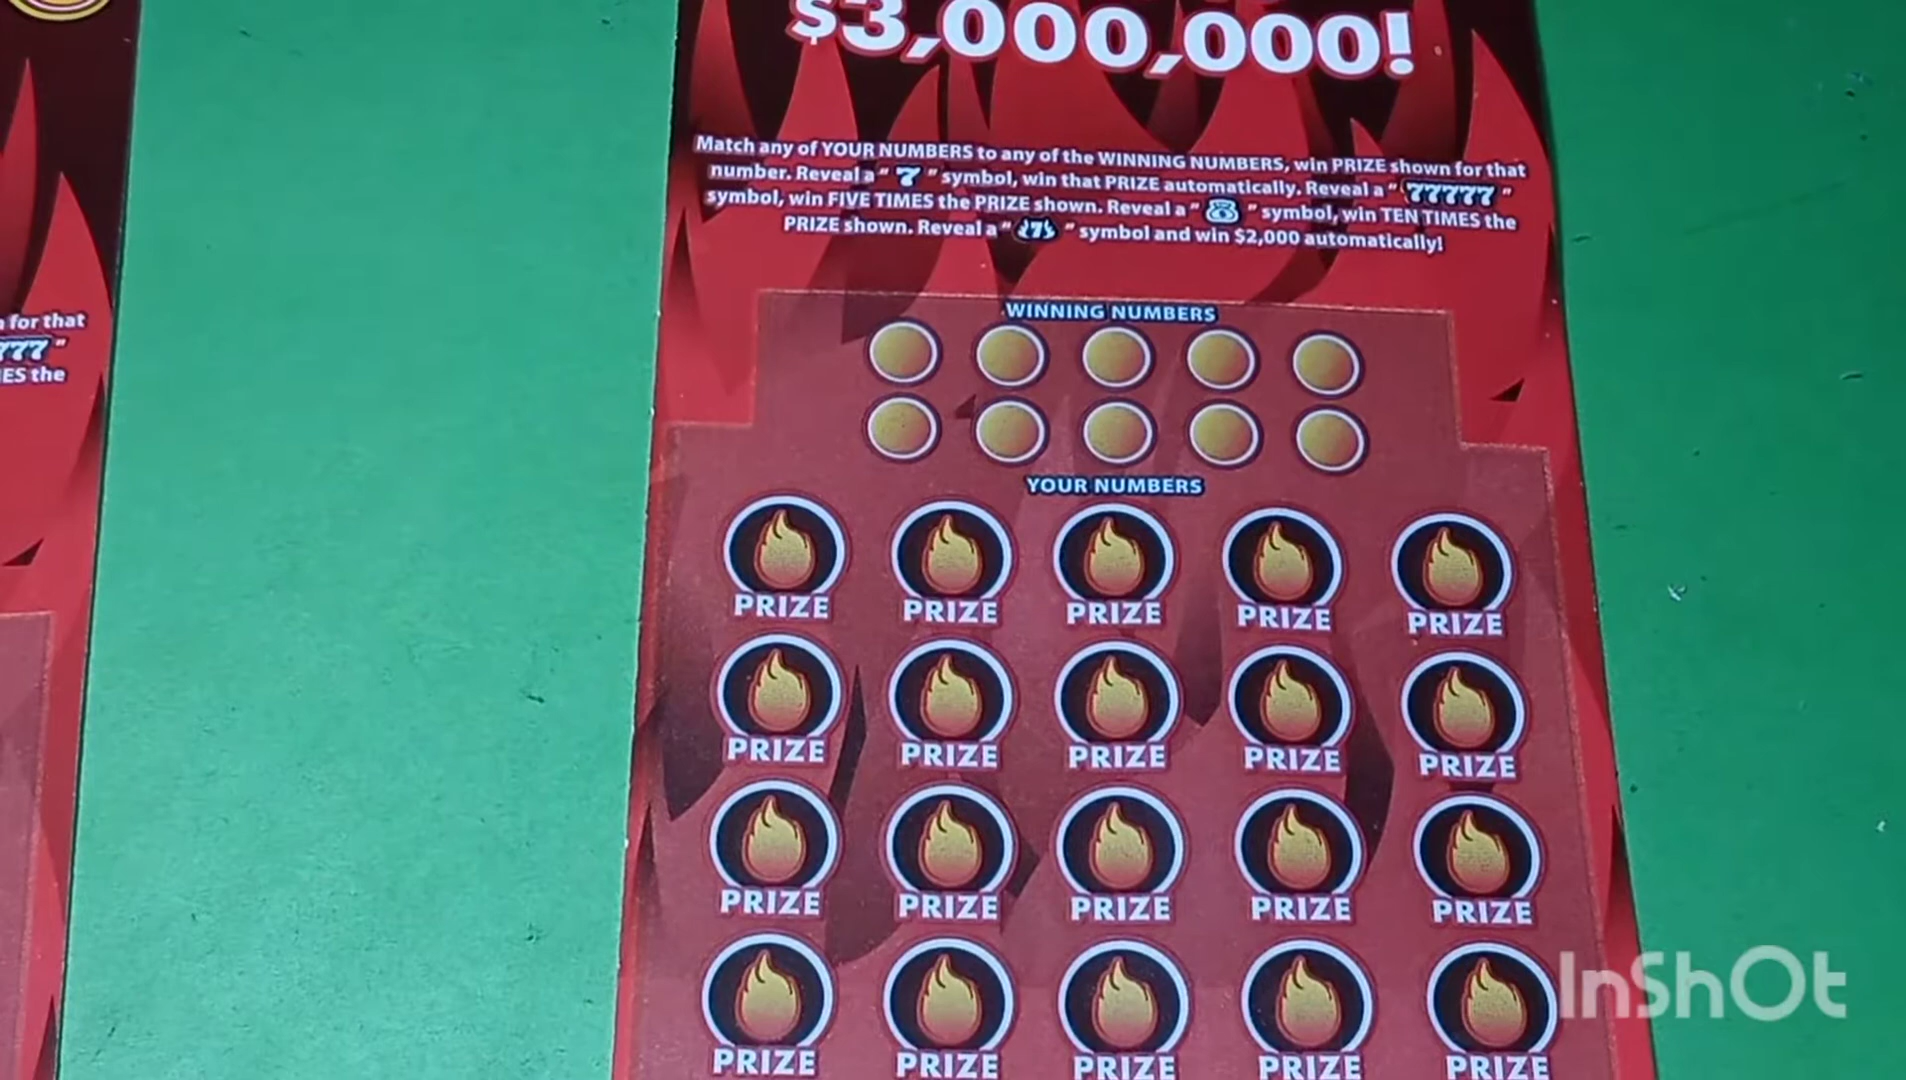 $3,000,000!
Match any of YOUR NUMBERS to any of the WINNING NUMBERS, win PRIZE shown for that
number. Reveal a "7" symbol, win that PRIZE automatically. Reveal a "77777"
symbol, win FIVE TIMES the PRIZE shown. Reveal a " " symbol, win TEN TIMES the
PRIZE shown. Reveal a "7" symbol and win $2,000 automatically!
for that
777"
ES the
WINNING NUMBERS
YOUR NUMBERS
PRIZE PRIZE PRIZE PRIZE PRIZE
PRIZE PRIZE PRIZE PRIZE PRIZE
PRIZE PRIZE PRIZE PRIZE PRIZE
PRIZE PRIZE PRIZE PRIZE PRIZE
InShOt